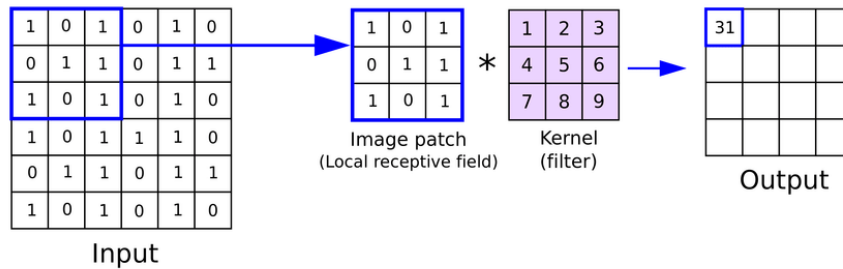 1 0 1 0 1 0
0 1 1 0 1 1
1 0 1 0 1 0
1 0 1 1 1 0
0 1 1 0 1 1
1 0 1 0 1 0
Input
1 0 1
0 1 1
1 0 1
Image patch
(Local receptive field)
*
1 2 3
4 5 6
7 8 9
Kernel
(filter)
31
Output